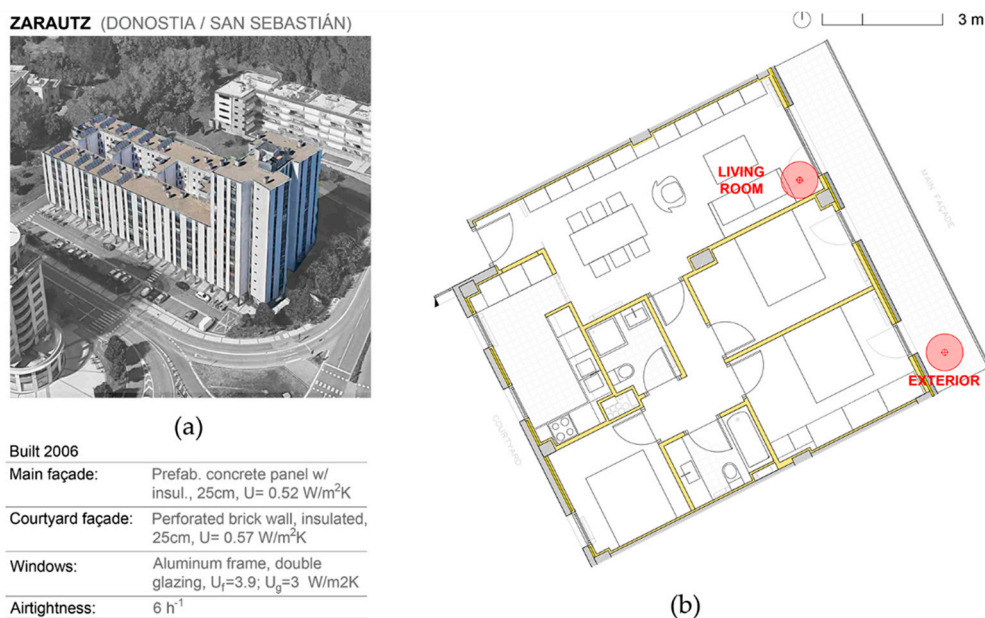 ZARAUTZ (DONOSTIA / SAN SEBASTIÁN)
(a)
Built 2006
Main façade: Prefab. concrete panel w/
insul., 25cm, U= 0.52 W/m²K
Courtyard façade: Perforated brick wall, insulated,
25cm, U= 0.57 W/m²K
Windows: Aluminum frame, double
glazing, Uf=3.9; Ug=3 W/m2K
Airtightness: 6 h⁻¹
3 m
LIVING
ROOM
MAIN FAÇADE
EXTERIOR
COURTYARD
(b)